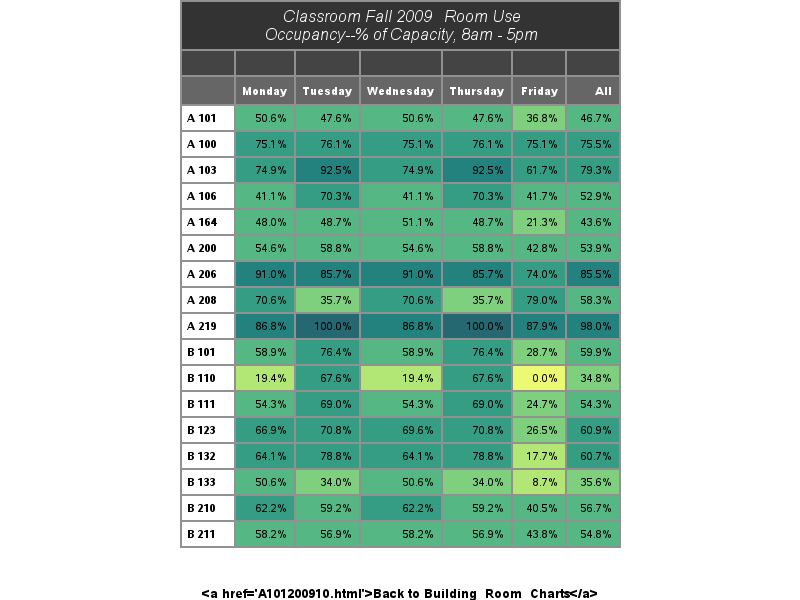 Classroom Fall 2009 Room Use
Occupancy--% of Capacity, 8am - 5pm
Monday Tuesday Wednesday Thursday Friday All
A 101 50.6% 47.6% 50.6% 47.6% 36.8% 46.7%
A 100 75.1% 76.1% 75.1% 76.1% 75.1% 75.5%
A 103 74.9% 92.5% 74.9% 92.5% 61.7% 79.3%
A 106 41.1% 70.3% 41.1% 70.3% 41.7% 52.9%
A 164 48.0% 48.7% 51.1% 48.7% 21.3% 43.6%
A 200 54.6% 58.8% 54.6% 58.8% 42.8% 53.9%
A 206 91.0% 85.7% 91.0% 85.7% 74.0% 85.5%
A 208 70.6% 35.7% 70.6% 35.7% 79.0% 58.3%
A 219 86.8% 100.0% 86.8% 100.0% 87.9% 98.0%
B 101 58.9% 76.4% 58.9% 76.4% 28.7% 59.9%
B 110 19.4% 67.6% 19.4% 67.6% 0.0% 34.8%
B 111 54.3% 69.0% 54.3% 69.0% 24.7% 54.3%
B 123 66.9% 70.8% 69.6% 70.8% 26.5% 60.9%
B 132 64.1% 78.8% 64.1% 78.8% 17.7% 60.7%
B 133 50.6% 34.0% 50.6% 34.0% 8.7% 35.6%
B 210 62.2% 59.2% 62.2% 59.2% 40.5% 56.7%
B 211 58.2% 56.9% 58.2% 56.9% 43.8% 54.8%
<a href='A101200910.html'>Back to Building_Room_Charts</a>